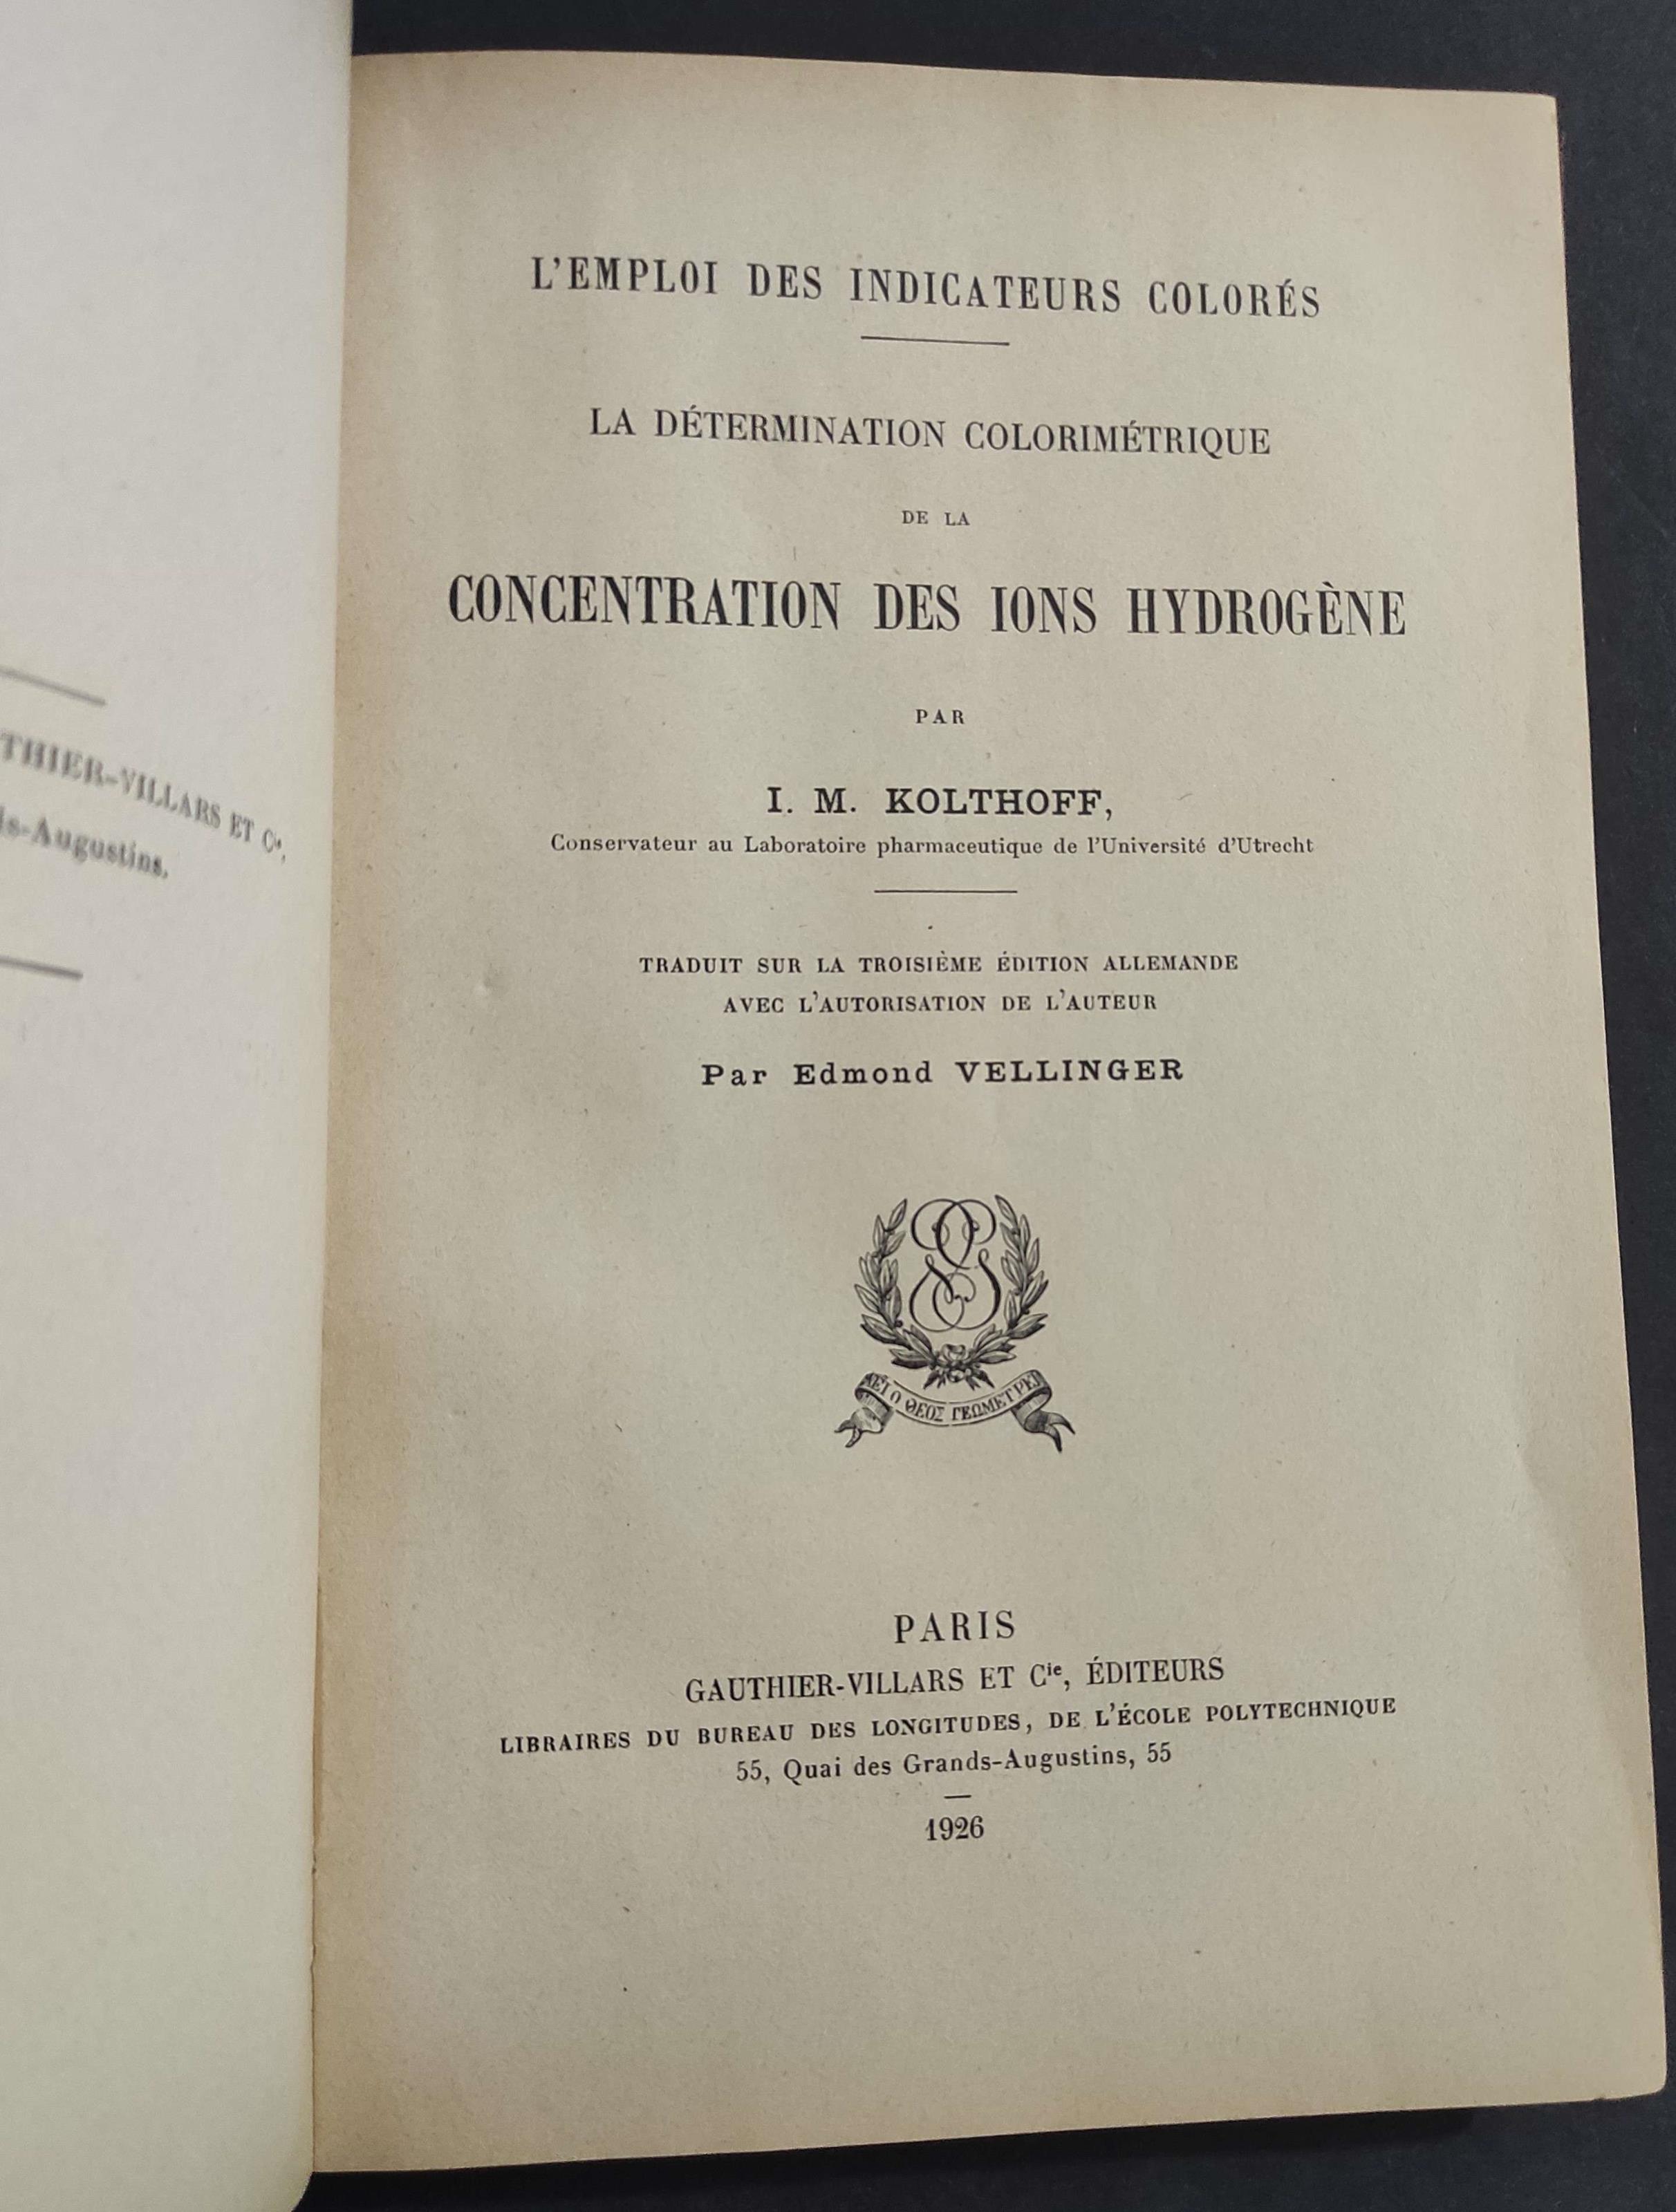 THIER-VILLARS ET Cie,
ds-Augustins.
L'EMPLOI DES INDICATEURS COLORÉS
LA DÉTERMINATION COLORIMÉTRIQUE
DE LA
CONCENTRATION DES IONS HYDROGÈNE
PAR
I. M. KOLTHOFF,
Conservateur au Laboratoire pharmaceutique de l'Université d'Utrecht
TRADUIT SUR LA TROISIÈME ÉDITION ALLEMANDE
AVEC L'AUTORISATION DE L'AUTEUR
Par Edmond VELLINGER
ΑΕΙ Ο ΘΕΟΣ ΓΕΩΜΕΤΡΕΙ
PARIS
GAUTHIER-VILLARS ET Cie, ÉDITEURS
LIBRAIRES DU BUREAU DES LONGITUDES, DE L'ÉCOLE POLYTECHNIQUE
55, Quai des Grands-Augustins, 55
1926